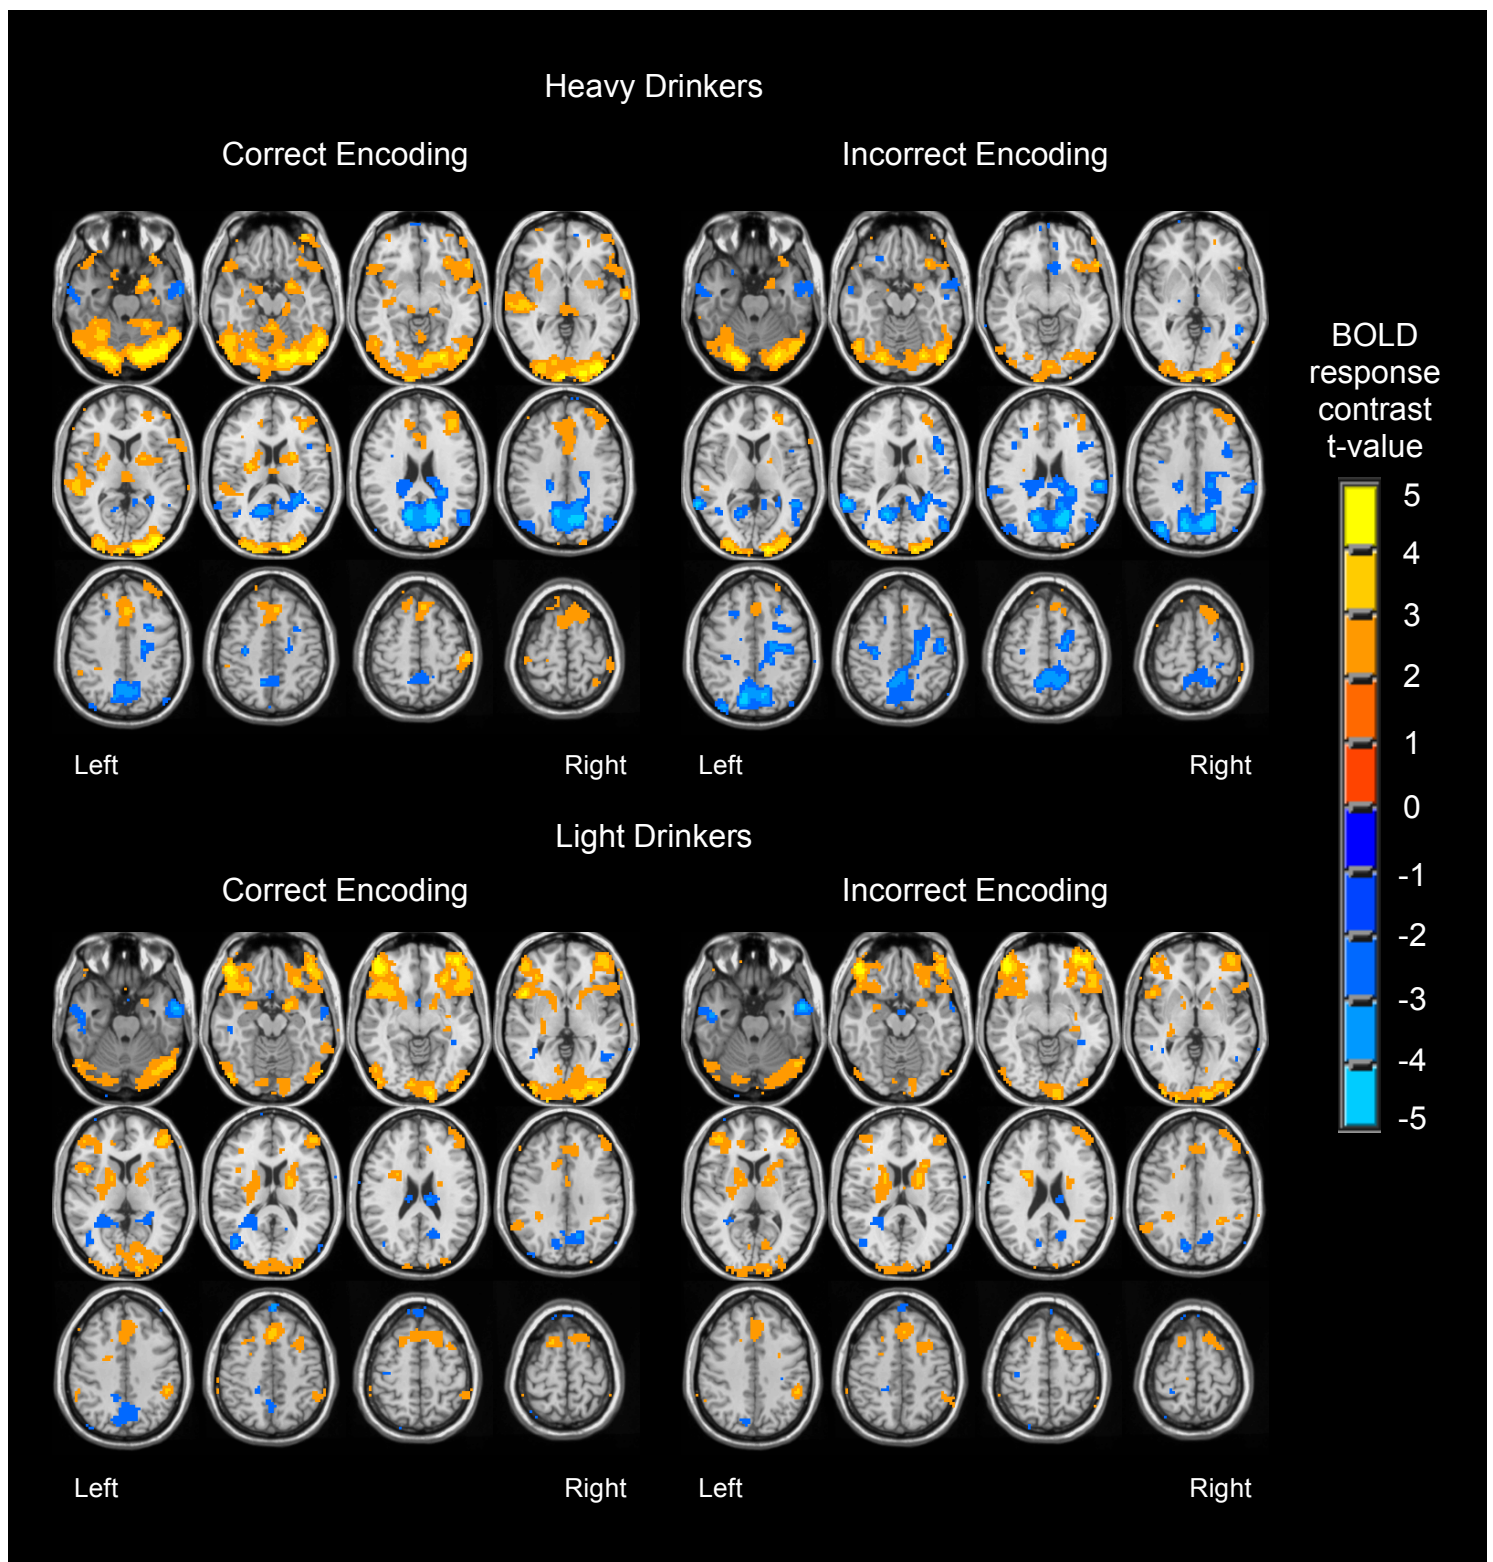 Heavy Drinkers
Correct Encoding
Incorrect Encoding
Left
Right
Left
Right
Light Drinkers
Correct Encoding
Incorrect Encoding
Left
Right
Left
Right
BOLD
response
contrast
t-value
5
4
3
2
1
0
-1
-2
-3
-4
-5